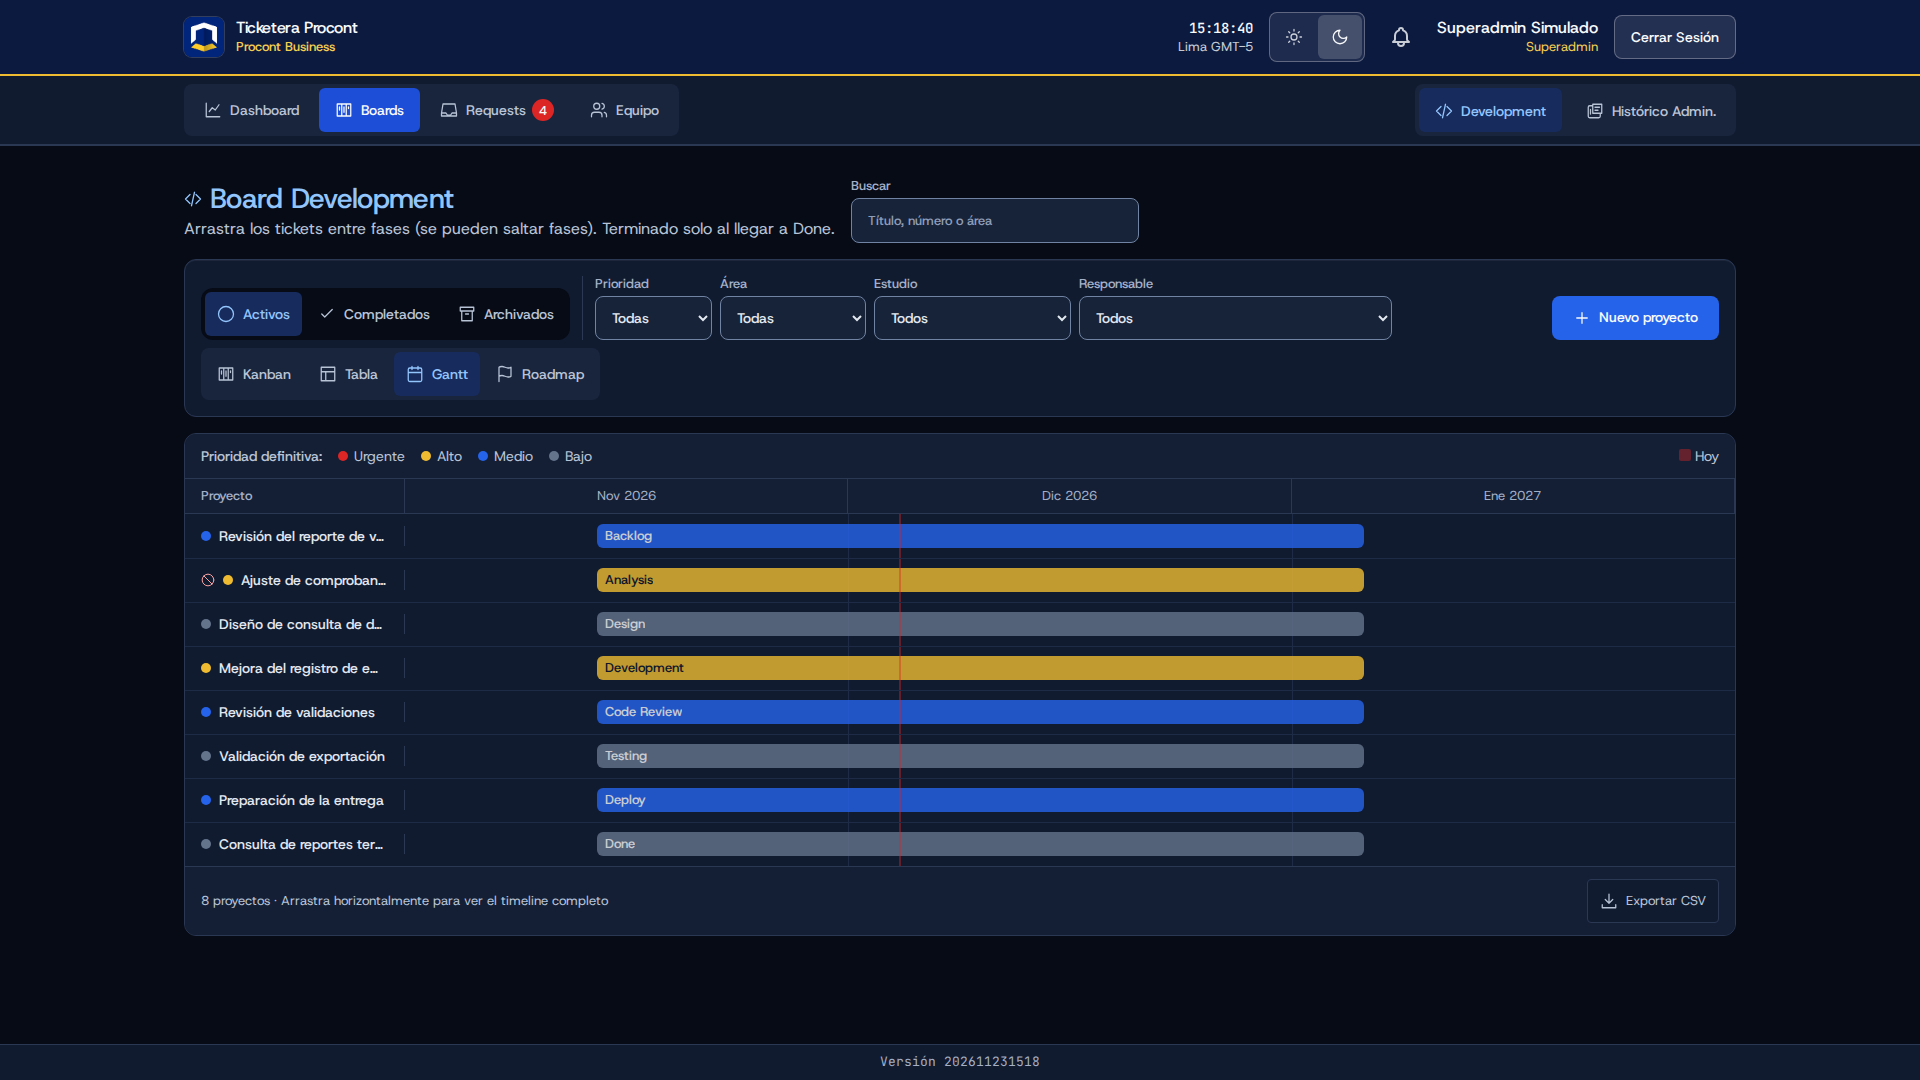 Ticketera Procont
Procont Business
15:18:40
Lima GMT-5
Superadmin Simulado
Superadmin
Cerrar Sesión
Dashboard
Boards
Requests 4
Equipo
Development
Histórico Admin.
Board Development
Arrastra los tickets entre fases (se pueden saltar fases). Terminado solo al llegar a Done.
Buscar
Título, número o área
Activos
Completados
Archivados
Prioridad
Todas
Área
Todas
Estudio
Todos
Responsable
Todos
Nuevo proyecto
Kanban
Tabla
Gantt
Roadmap
Prioridad definitiva:
Urgente
Alto
Medio
Bajo
Hoy
Proyecto
Nov 2026
Dic 2026
Ene 2027
Revisión del reporte de v...
Backlog
Ajuste de comproban...
Analysis
Diseño de consulta de d...
Design
Mejora del registro de e...
Development
Revisión de validaciones
Code Review
Validación de exportación
Testing
Preparación de la entrega
Deploy
Consulta de reportes ter...
Done
8 proyectos · Arrastra horizontalmente para ver el timeline completo
Exportar CSV
Versión 202611231518